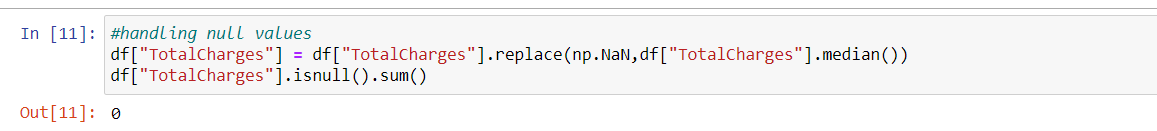 In [11]: #handling null values
df["TotalCharges"] = df["TotalCharges"].replace(np.NaN,df["TotalCharges"].median())
df["TotalCharges"].isnull().sum()
Out[11]: 0